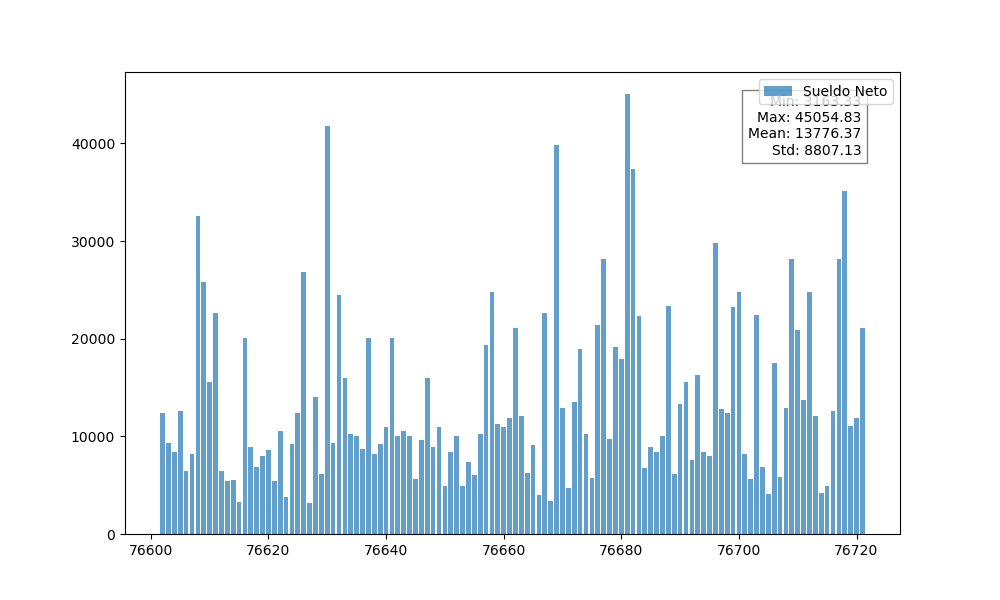 Sueldo Neto
Min: 3163.33
Max: 45054.83
Mean: 13776.37
Std: 8807.13
40000
30000
20000
10000
0
76600 76620 76640 76660 76680 76700 76720